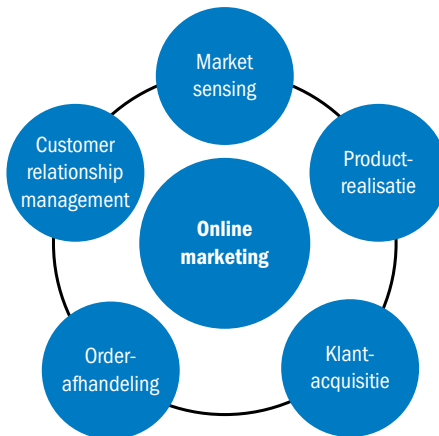 Market
sensing
Customer
relationship
management
Product-
realisatie
Online
marketing
Order-
afhandeling
Klant-
acquisitie